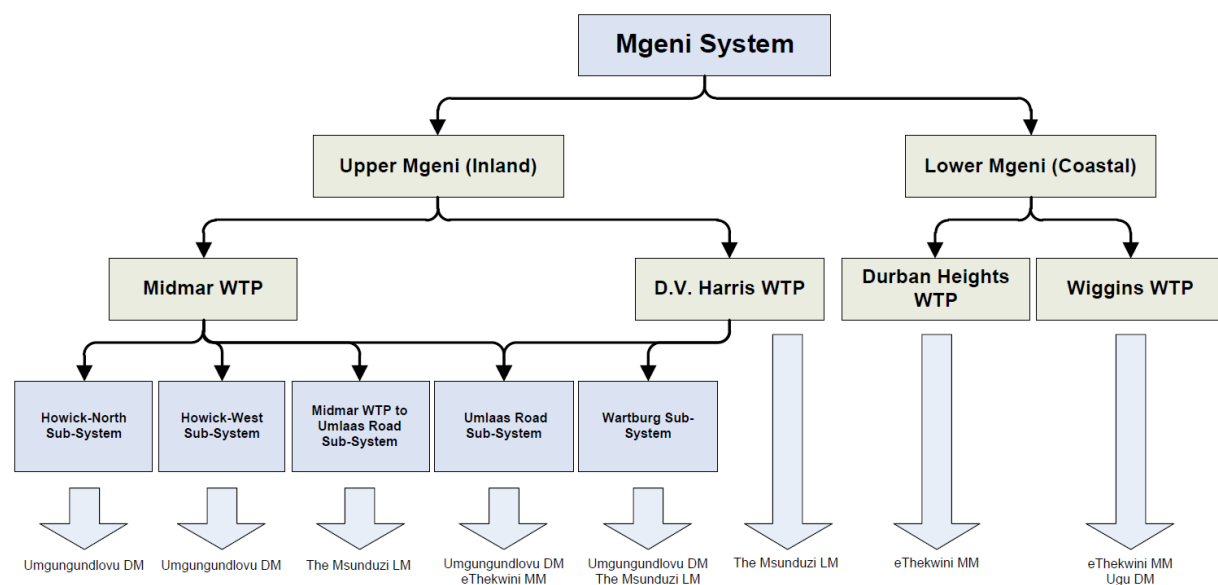 Mgeni System
Upper Mgeni (Inland)
Lower Mgeni (Coastal)
Midmar WTP
D.V. Harris WTP
Durban Heights
WTP
Wiggins WTP
Howick-North
Sub-System
Howick-West
Sub-System
Midmar WTP to
Umlaas Road
Sub-System
Umlaas Road
Sub-System
Wartburg Sub-
System
Umgungundlovu DM
Umgungundlovu DM
The Msunduzi LM
Umgungundlovu DM
eThekwini MM
Umgungundlovu DM
The Msunduzi LM
The Msunduzi LM
eThekwini MM
eThekwini MM
Ugu DM